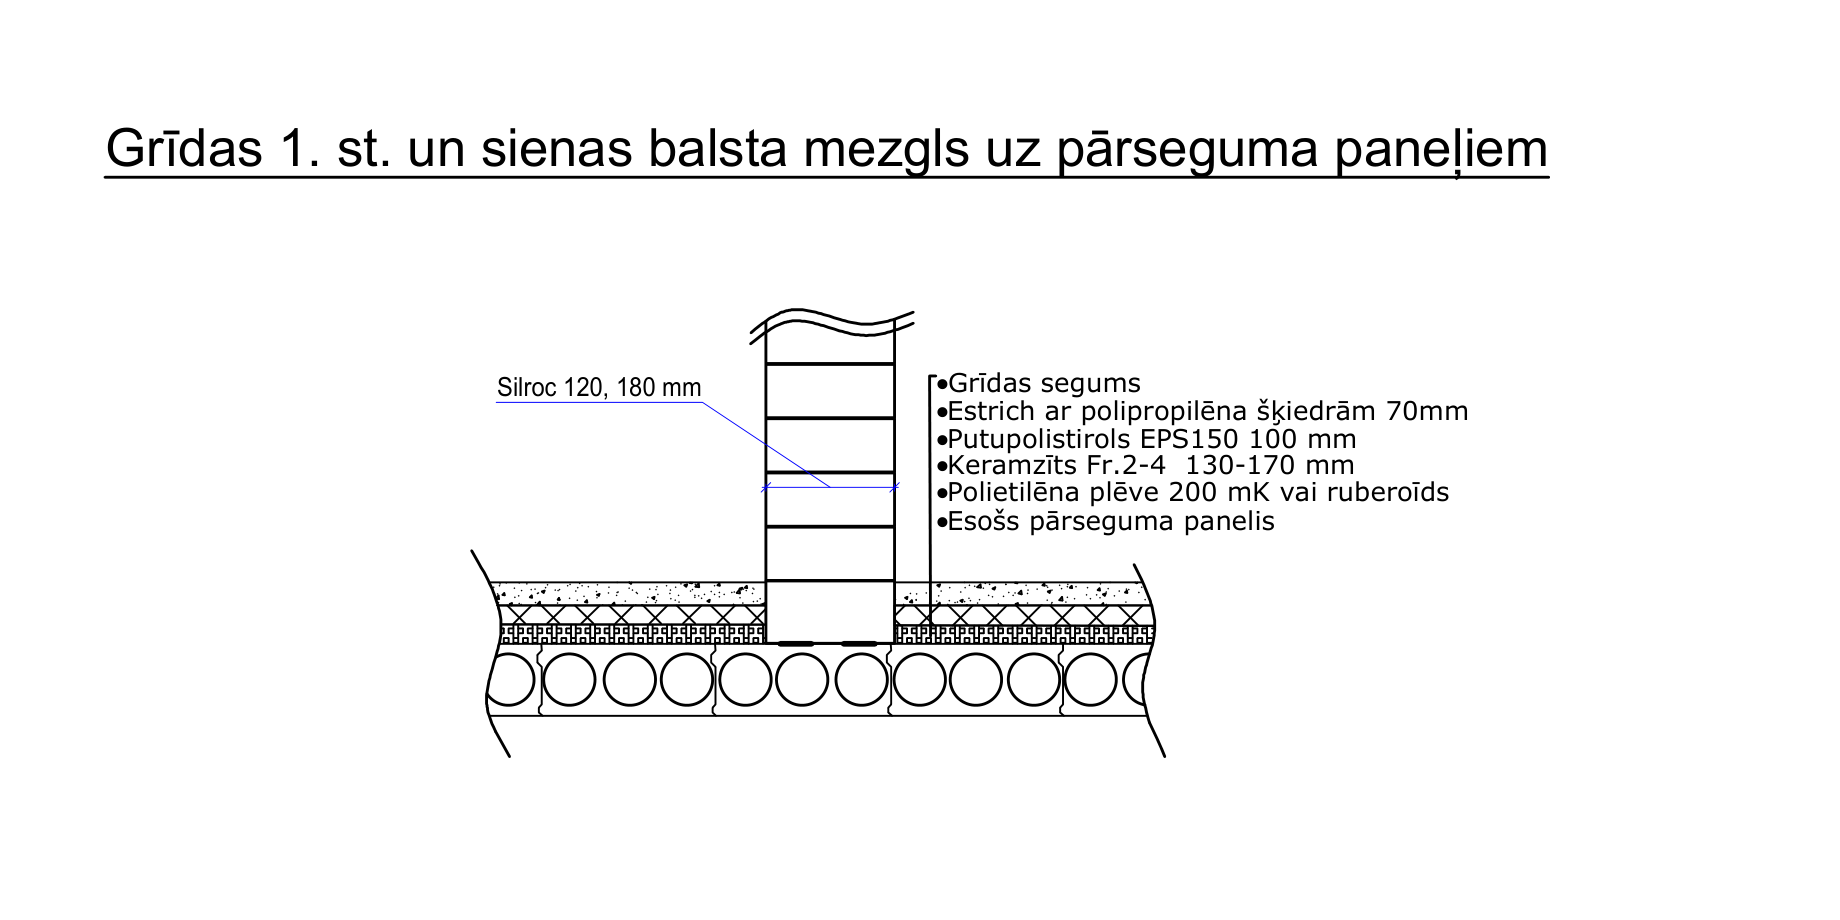 Grīdas 1. st. un sienas balsta mezgls uz pārseguma paneļiem
Silroc 120, 180 mm
•Grīdas segums
•Estrich ar polipropilēna šķiedrām 70mm
•Putupolistirols EPS150 100 mm
•Keramzīts Fr.2-4  130-170 mm
•Polietilēna plēve 200 mK vai ruberoīds
•Esošs pārseguma panelis